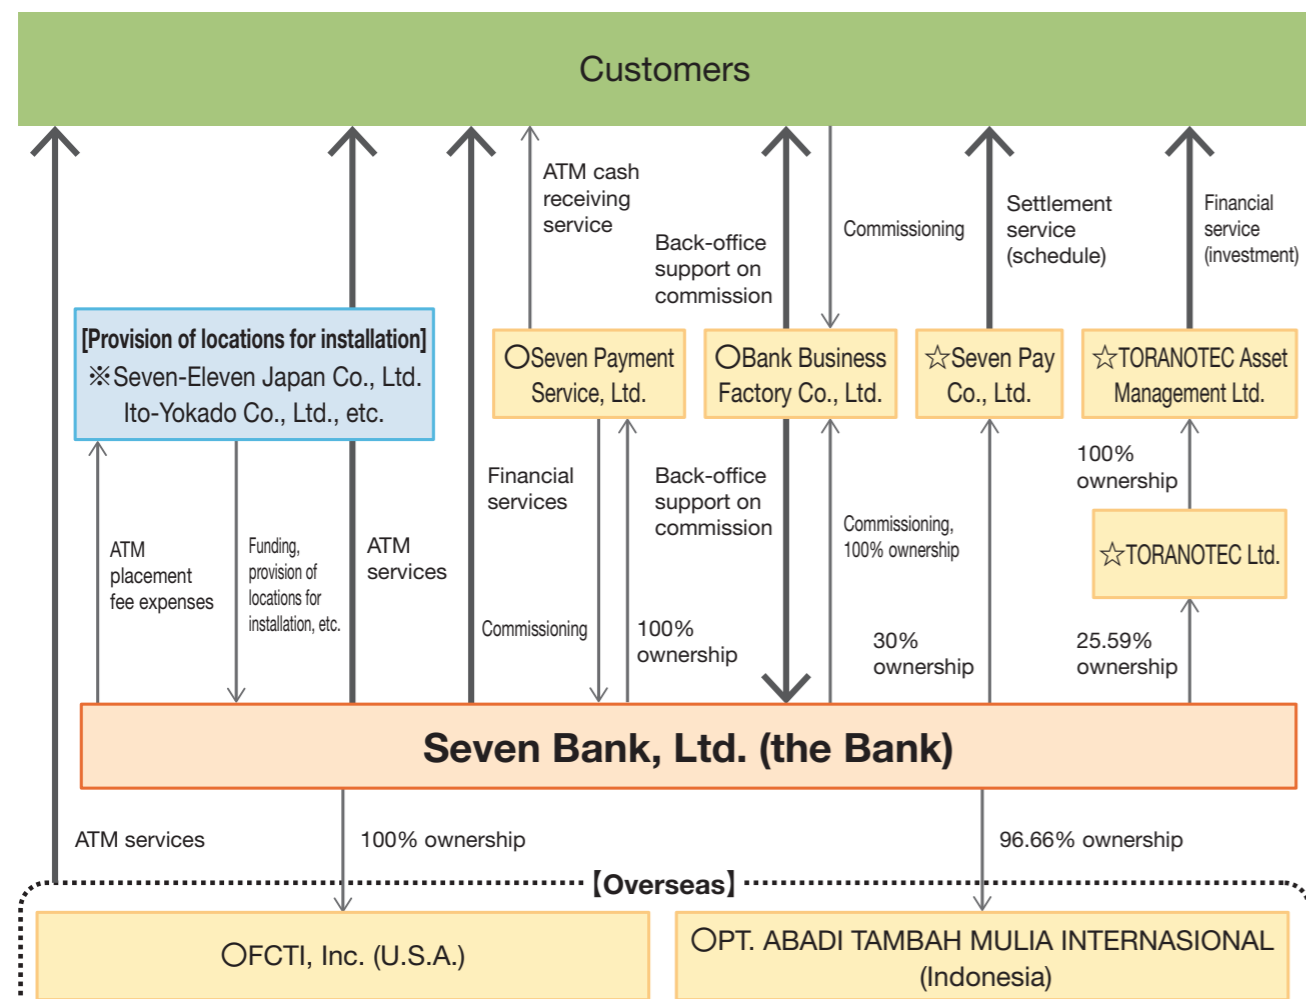 Customers
ATM cash
receiving
service
Back-office
support on
commission
Commissioning
Settlement
service
(schedule)
Financial
service
(investment)
[Provision of locations for installation]
※Seven-Eleven Japan Co., Ltd.
Ito-Yokado Co., Ltd., etc.
○Seven Payment
Service, Ltd.
○Bank Business
Factory Co., Ltd.
☆Seven Pay
Co., Ltd.
☆TORANOTEC Asset
Management Ltd.
ATM
placement
fee expenses
Funding,
provision of
locations for
installation, etc.
ATM
services
Financial
services
Commissioning
100%
ownership
Back-office
support on
commission
Commissioning,
100% ownership
30%
ownership
100%
ownership
☆TORANOTEC Ltd.
25.59%
ownership
Seven Bank, Ltd. (the Bank)
ATM services
100% ownership
96.66% ownership
【Overseas】
○FCTI, Inc. (U.S.A.)
○PT. ABADI TAMBAH MULIA INTERNASIONAL
(Indonesia)